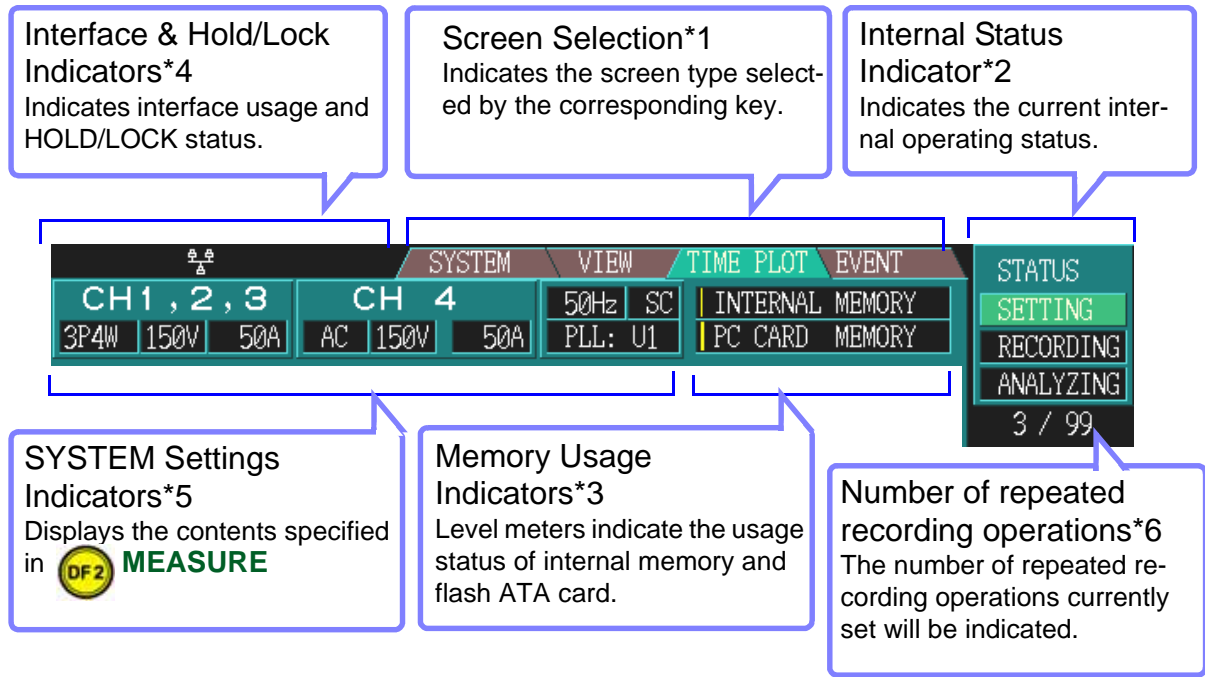 Interface & Hold/Lock
Indicators*4
Indicates interface usage and
HOLD/LOCK status.
Screen Selection*1
Indicates the screen type select-
ed by the corresponding key.
Internal Status
Indicator*2
Indicates the current inter-
nal operating status.
SYSTEM VIEW TIME PLOT EVENT
CH1,2,3 CH 4 50Hz SC INTERNAL MEMORY
3P4W 150V 50A AC 150V 50A PLL: U1 PC CARD MEMORY
STATUS
SETTING
RECORDING
ANALYZING
3 / 99
SYSTEM Settings
Indicators*5
Displays the contents specified
in DF2 MEASURE
Memory Usage
Indicators*3
Level meters indicate the usage
status of internal memory and
flash ATA card.
Number of repeated
recording operations*6
The number of repeated re-
cording operations currently
set will be indicated.